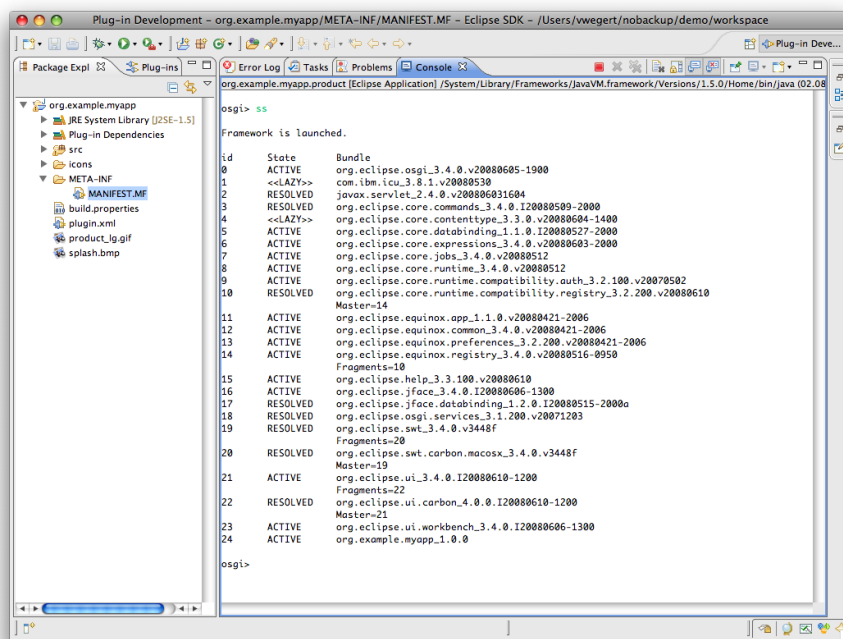 Plug-in Development - org.example.myapp/META-INF/MANIFEST.MF - Eclipse SDK - /Users/vwegert/nobackup/demo/workspace
Plug-in Deve...
Package Expl
Plug-ins
org.example.myapp
JRE System Library [J2SE-1.5]
Plug-in Dependencies
src
icons
META-INF
MANIFEST.MF
build.properties
plugin.xml
product_lg.gif
splash.bmp
Error Log
Tasks
Problems
Console
org.example.myapp.product [Eclipse Application] /System/Library/Frameworks/JavaVM.framework/Versions/1.5.0/Home/bin/java (02.08
osgi> ss
Framework is launched.
id State Bundle
0 ACTIVE org.eclipse.osgi_3.4.0.v20080605-1900
1 <<LAZY>> com.ibm.icu_3.8.1.v20080530
2 RESOLVED javax.servlet_2.4.0.v200806031604
3 RESOLVED org.eclipse.core.commands_3.4.0.I20080509-2000
4 <<LAZY>> org.eclipse.core.contenttype_3.3.0.v20080604-1400
5 ACTIVE org.eclipse.core.databinding_1.1.0.I20080527-2000
6 ACTIVE org.eclipse.core.expressions_3.4.0.v20080603-2000
7 ACTIVE org.eclipse.core.jobs_3.4.0.v20080512
8 ACTIVE org.eclipse.core.runtime_3.4.0.v20080512
9 ACTIVE org.eclipse.core.runtime.compatibility.auth_3.2.100.v20070502
10 RESOLVED org.eclipse.core.runtime.compatibility.registry_3.2.200.v20080610
Master=14
11 ACTIVE org.eclipse.equinox.app_1.1.0.v20080421-2006
12 ACTIVE org.eclipse.equinox.common_3.4.0.v20080421-2006
13 ACTIVE org.eclipse.equinox.preferences_3.2.200.v20080421-2006
14 ACTIVE org.eclipse.equinox.registry_3.4.0.v20080516-0950
Fragments=10
15 ACTIVE org.eclipse.help_3.3.100.v20080610
16 ACTIVE org.eclipse.jface_3.4.0.I20080606-1300
17 RESOLVED org.eclipse.jface.databinding_1.2.0.I20080515-2000a
18 RESOLVED org.eclipse.osgi.services_3.1.200.v20071203
19 RESOLVED org.eclipse.swt_3.4.0.v3448f
Fragments=20
20 RESOLVED org.eclipse.swt.carbon.macosx_3.4.0.v3448f
Master=19
21 ACTIVE org.eclipse.ui_3.4.0.I20080610-1200
Fragments=22
22 RESOLVED org.eclipse.ui.carbon_4.0.0.I20080610-1200
Master=21
23 ACTIVE org.eclipse.ui.workbench_3.4.0.I20080606-1300
24 ACTIVE org.example.myapp_1.0.0
osgi>